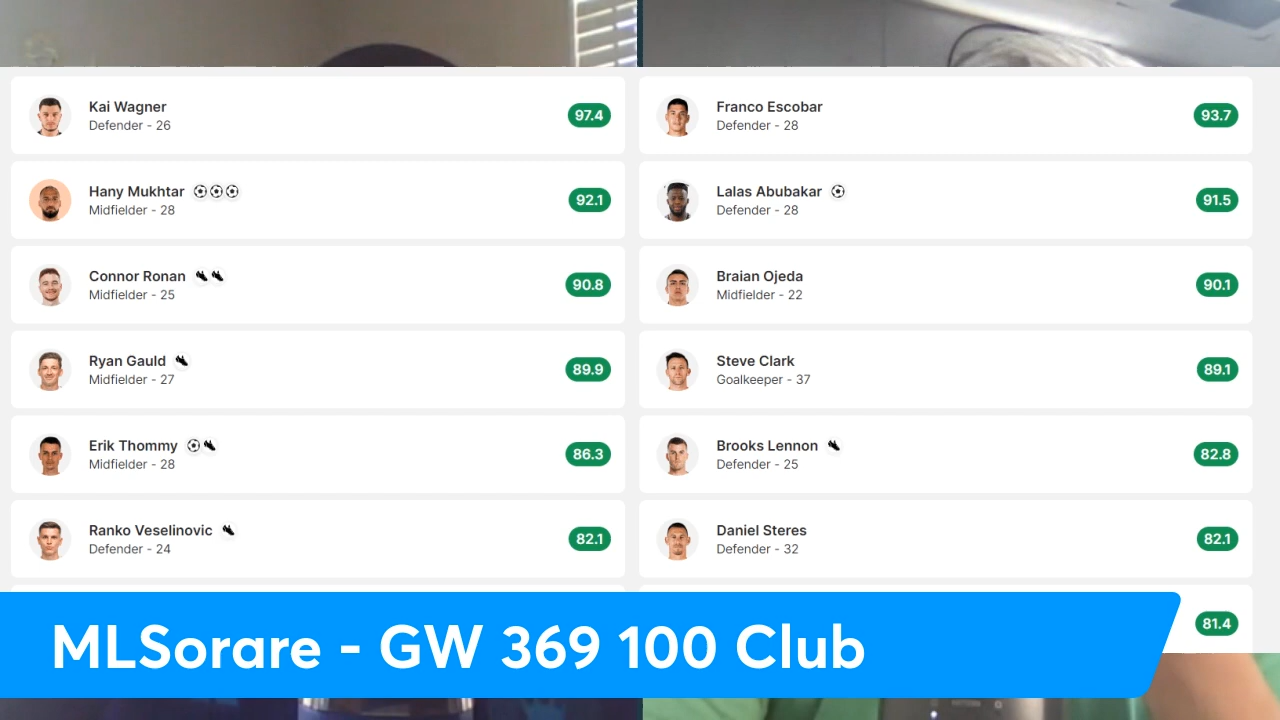 Kai Wagner
Defender - 26
97.4
Franco Escobar
Defender - 28
93.7
Hany Mukhtar
Midfielder - 28
92.1
Lalas Abubakar
Defender - 28
91.5
Connor Ronan
Midfielder - 25
90.8
Braian Ojeda
Midfielder - 22
90.1
Ryan Gauld
Midfielder - 27
89.9
Steve Clark
Goalkeeper - 37
89.1
Erik Thommy
Midfielder - 28
86.3
Brooks Lennon
Defender - 25
82.8
Ranko Veselinovic
Defender - 24
82.1
Daniel Steres
Defender - 32
82.1
81.4
MLSorare - GW 369 100 Club